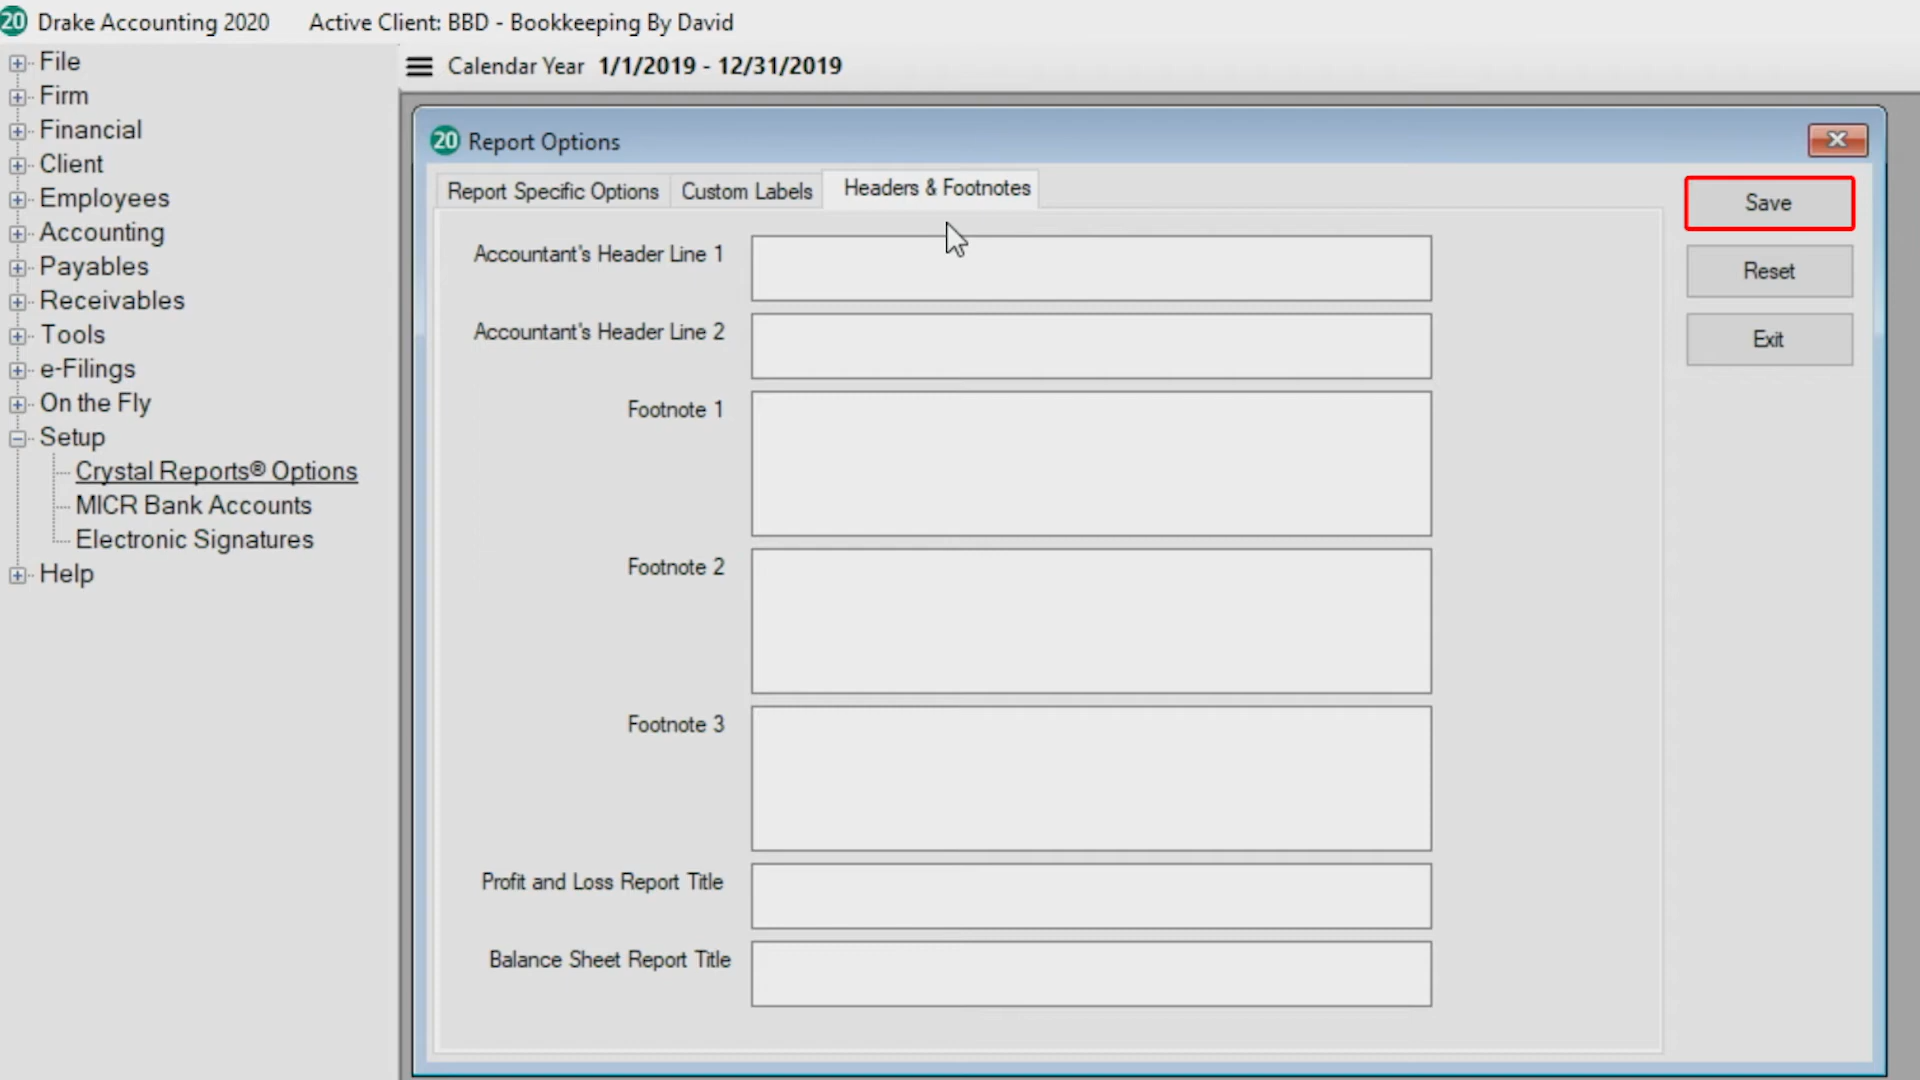 20 Drake Accounting 2020 Active Client: BBD - Bookkeeping By David
File
Firm
Financial
Client
Employees
Accounting
Payables
Receivables
Tools
e-Filings
On the Fly
Setup
Crystal Reports® Options
MICR Bank Accounts
Electronic Signatures
Help
Calendar Year 1/1/2019 - 12/31/2019
20 Report Options
Report Specific Options Custom Labels Headers & Footnotes
Accountant's Header Line 1
Accountant's Header Line 2
Footnote 1
Footnote 2
Footnote 3
Profit and Loss Report Title
Balance Sheet Report Title
Save
Reset
Exit